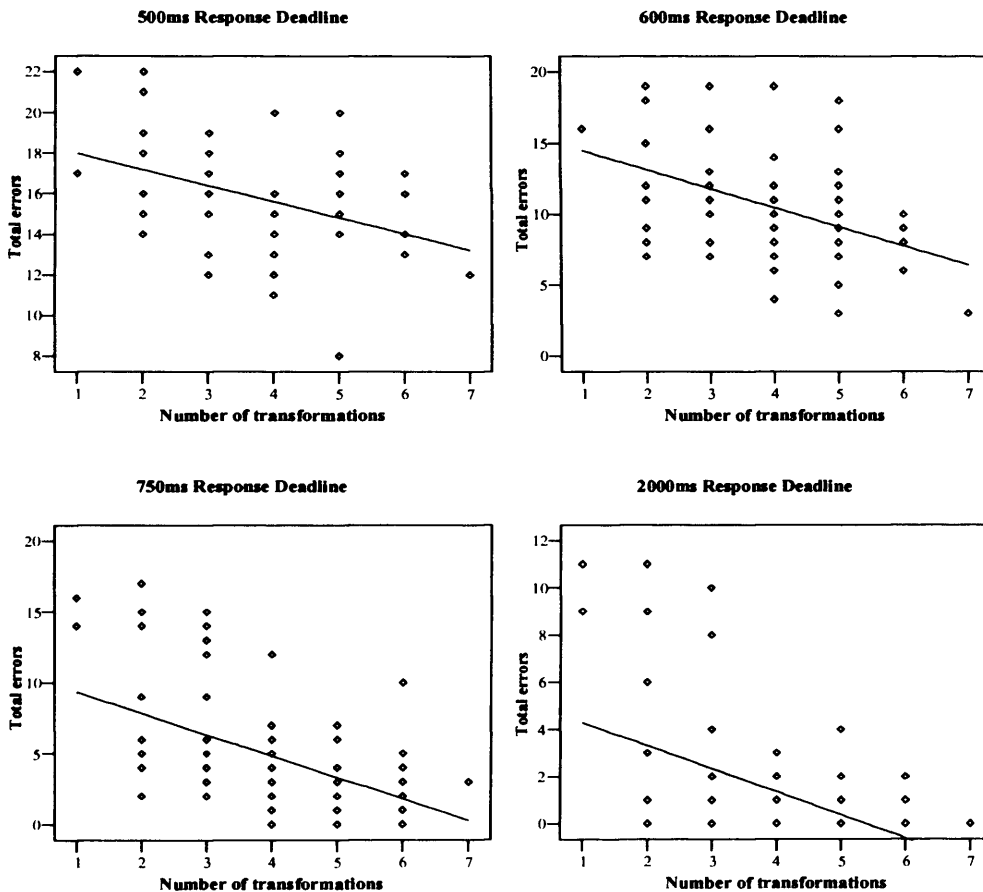 500ms Response Deadline
Total errors
22
20
18
16
14
12
10
8
1 2 3 4 5 6 7
Number of transformations
600ms Response Deadline
Total errors
20
15
10
5
0
1 2 3 4 5 6 7
Number of transformations
750ms Response Deadline
Total errors
20
15
10
5
0
1 2 3 4 5 6 7
Number of transformations
2000ms Response Deadline
Total errors
12
10
8
6
4
2
0
1 2 3 4 5 6 7
Number of transformations